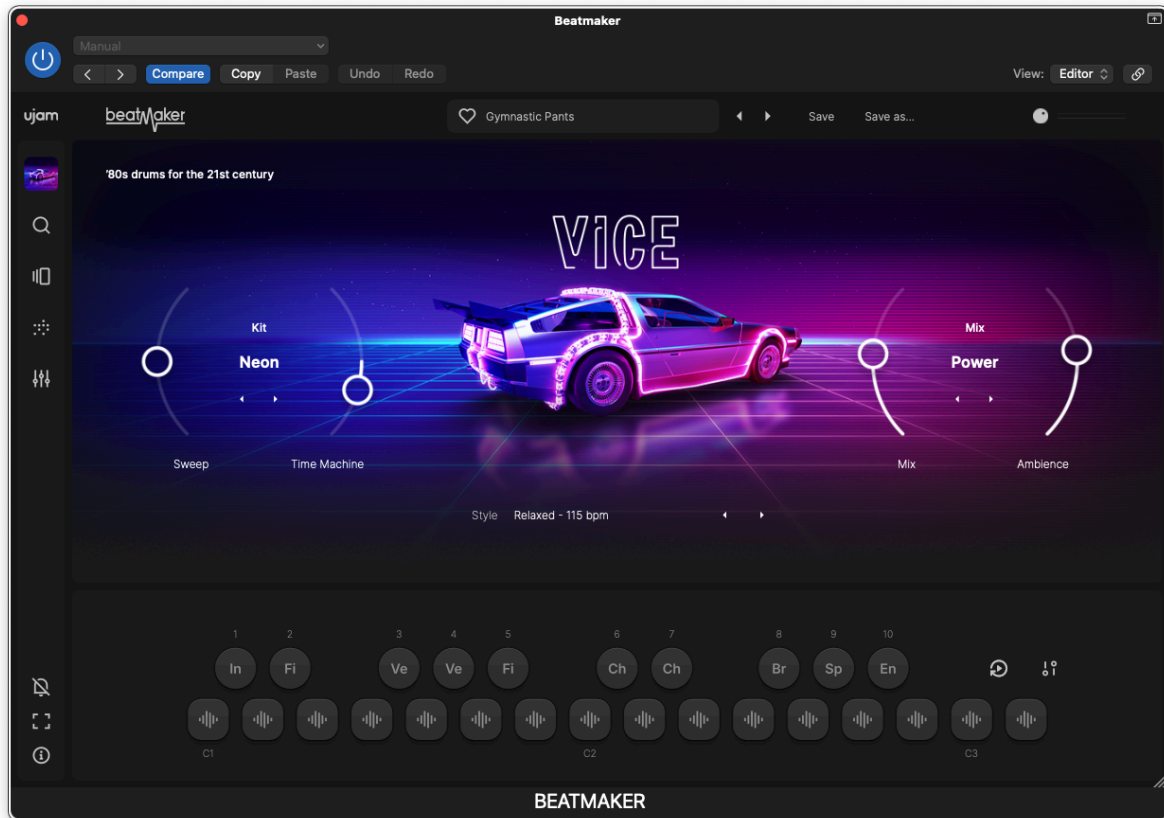 Beatmaker
Manual
Compare Copy Paste Undo Redo View: Editor
ujam beatMaker Gymnastic Pants Save Save as...
'80s drums for the 21st century
VICE
Kit Mix
Neon Power
Sweep Time Machine Mix Ambience
Style Relaxed - 115 bpm
1 2 3 4 5 6 7 8 9 10
In Fi Ve Ve Fi Ch Ch Br Sp En
C1 C2 C3
BEATMAKER